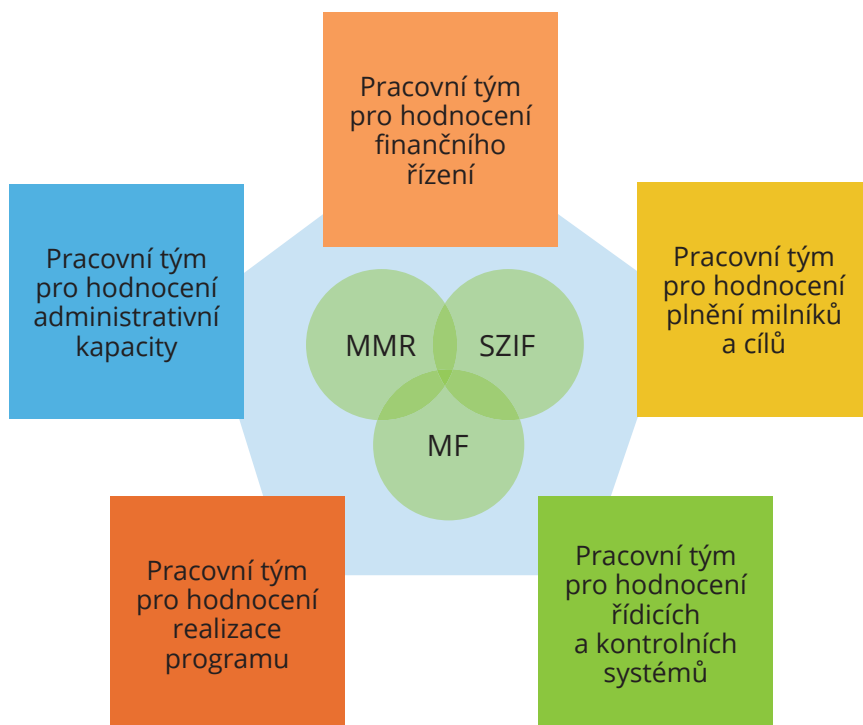 Pracovní tým
pro hodnocení
finančního
řízení
Pracovní tým
pro hodnocení
administrativní
kapacity
Pracovní tým
pro hodnocení
plnění milníků
a cílů
MMR
SZIF
MF
Pracovní tým
pro hodnocení
realizace
programu
Pracovní tým
pro hodnocení
řídicích
a kontrolních
systémů